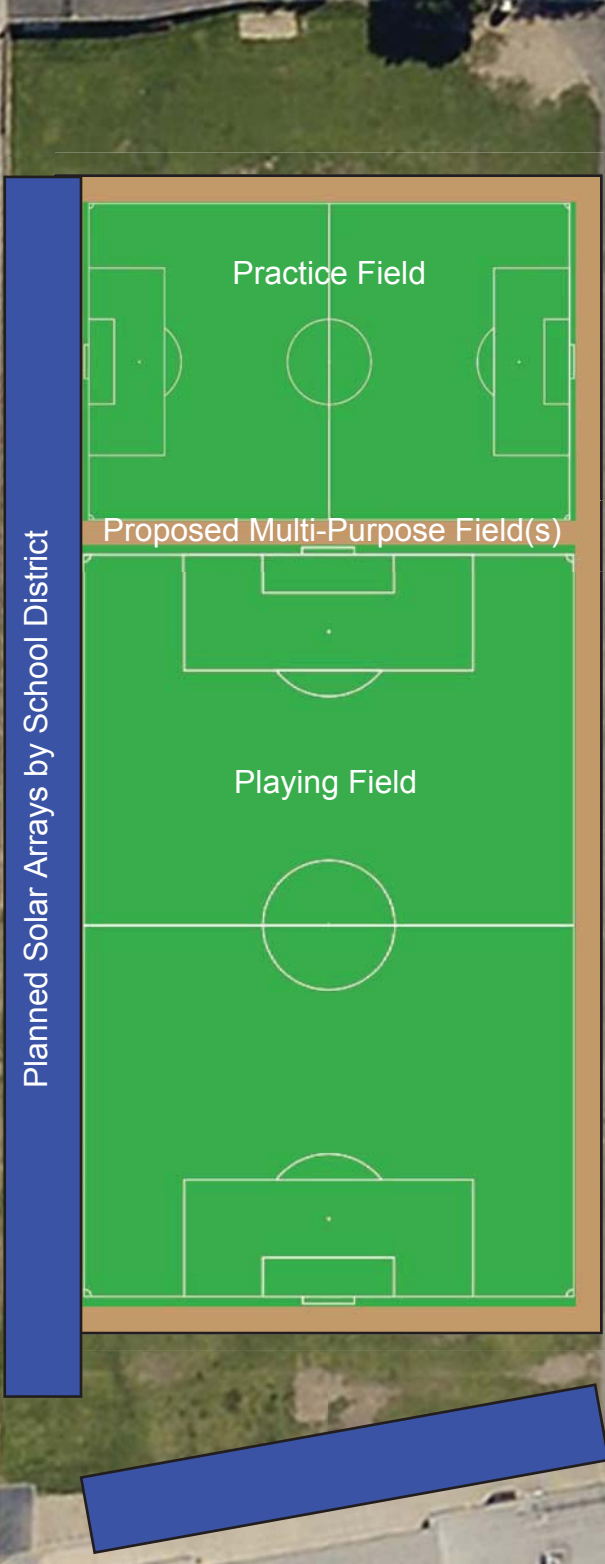 Practice Field
Proposed Multi-Purpose Field(s)
Planned Solar Arrays by School District
Playing Field